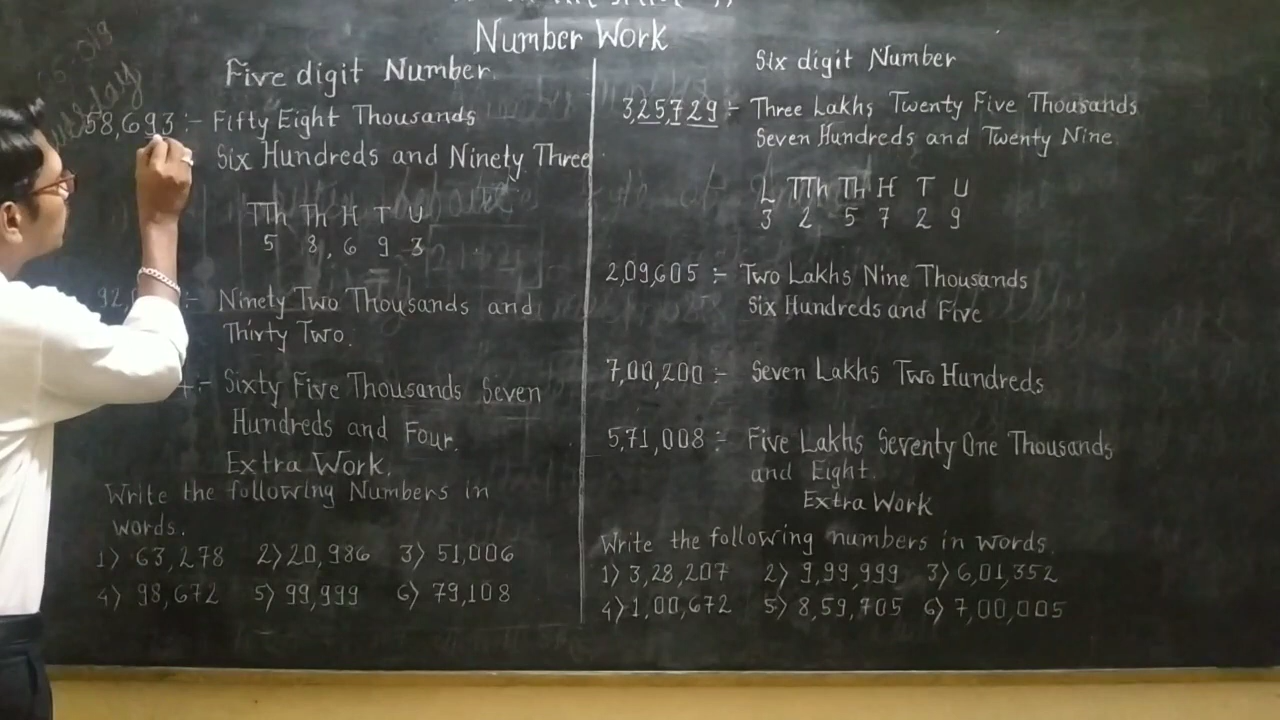 Number Work
Five digit Number.
58,693 :- Fifty Eight Thousands
Six Hundreds and Ninety Three
TTh Th H T U
5 8, 6 9 3
92, :- Ninety Two Thousands and
Thirty Two.
:- Sixty Five Thousands Seven
Hundreds and Four.
Extra Work.
Write the following Numbers in
words.
1) 63,278 2) 20,986 3) 51,006
4) 98,672 5) 99,999 6) 79,108
Six digit Number
3,25,729 :- Three Lakhs Twenty Five Thousands
Seven Hundreds and Twenty Nine.
L TTh Th H T U
3 2 5 7 2 9
2,09,605 :- Two Lakhs Nine Thousands
Six Hundreds and Five
7,00,200 :- Seven Lakhs Two Hundreds
5,71,008 :- Five Lakhs Seventy One Thousands
and Eight.
Extra Work
Write the following numbers in words.
1) 3,28,207 2) 9,99,999 3) 6,01,352
4) 1,00,672 5) 8,59,705 6) 7,00,005